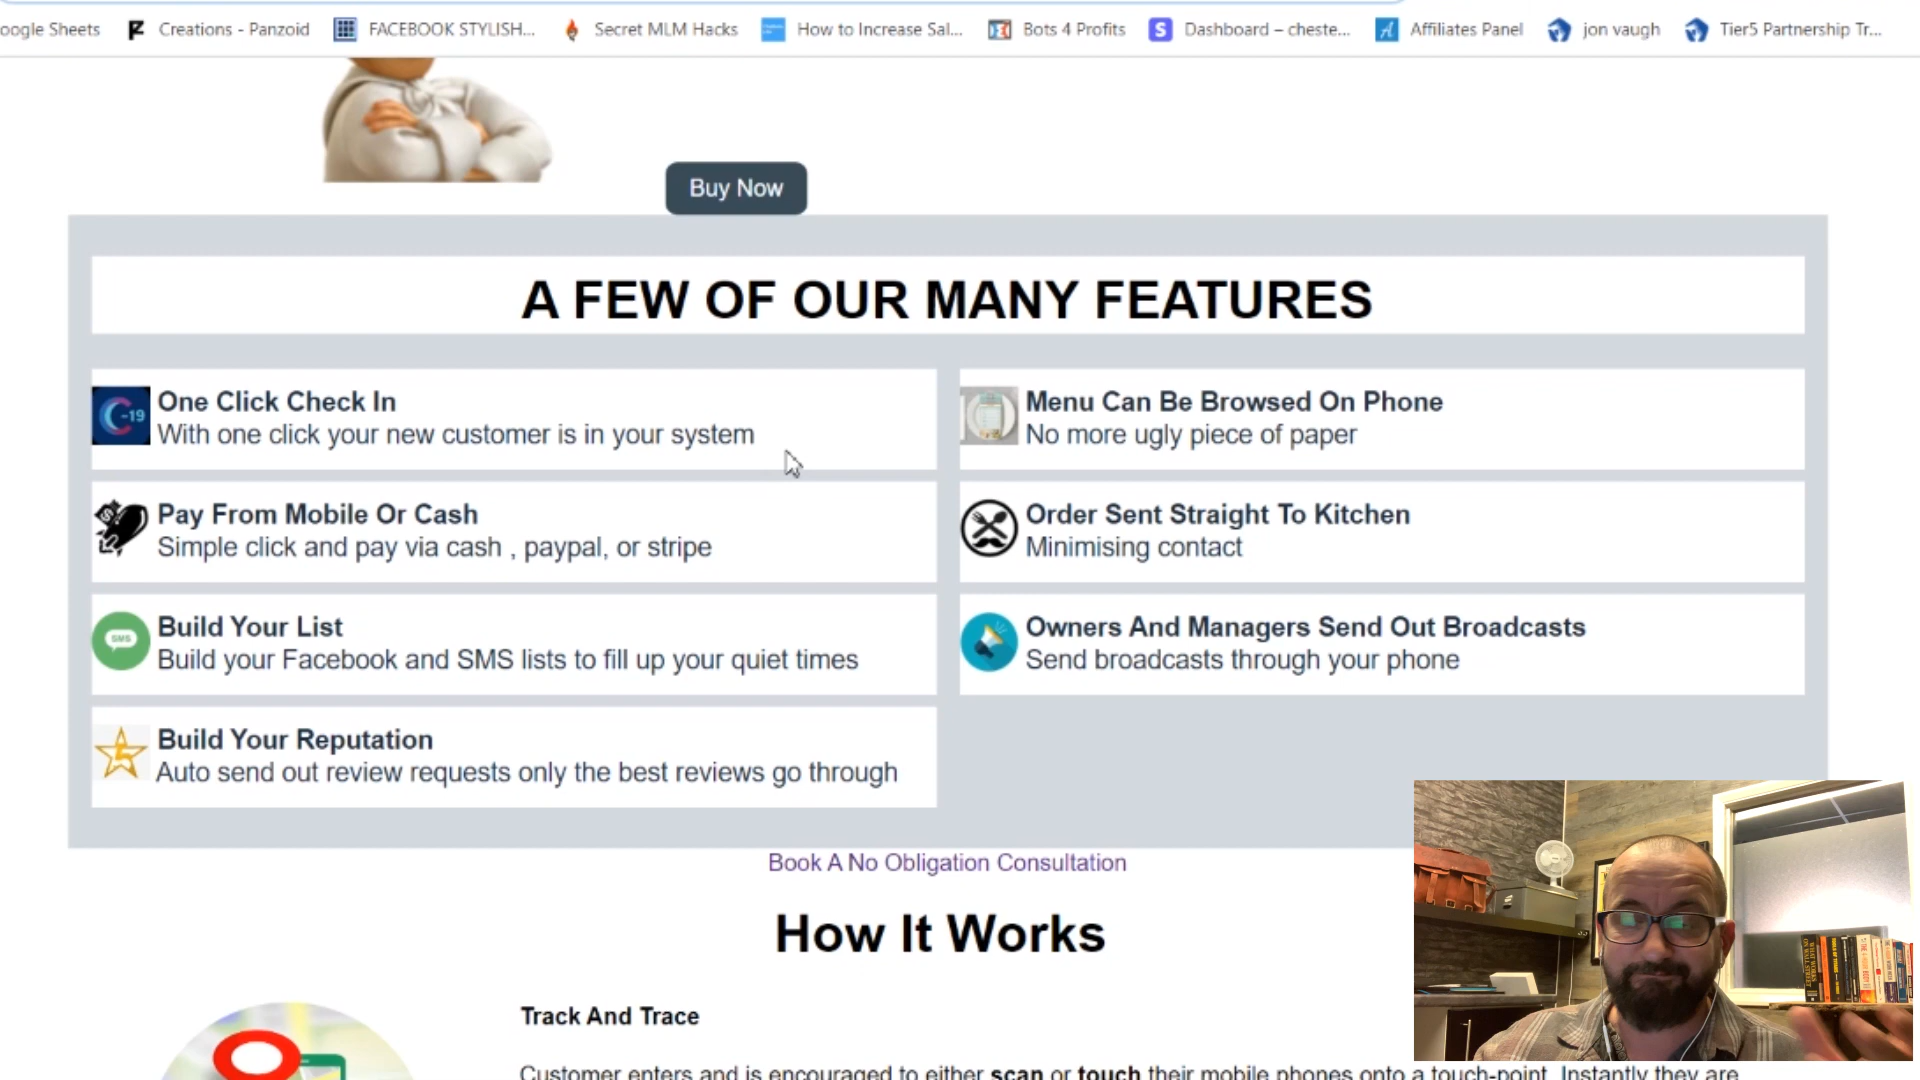 oogle Sheets
Creations - Panzoid
FACEBOOK STYLISH...
Secret MLM Hacks
How to Increase Sal...
Bots 4 Profits
Dashboard – cheste...
Affiliates Panel
jon vaugh
Tier5 Partnership Tr...
Buy Now
A FEW OF OUR MANY FEATURES
C-19
One Click Check In
With one click your new customer is in your system
Menu Can Be Browsed On Phone
No more ugly piece of paper
Pay From Mobile Or Cash
Simple click and pay via cash , paypal, or stripe
Order Sent Straight To Kitchen
Minimising contact
SMS
Build Your List
Build your Facebook and SMS lists to fill up your quiet times
Owners And Managers Send Out Broadcasts
Send broadcasts through your phone
5
Build Your Reputation
Auto send out review requests only the best reviews go through
Book A No Obligation Consultation
How It Works
Track And Trace
Customer enters and is encouraged to either scan or touch their mobile phones onto a touch-point. Instantly they are